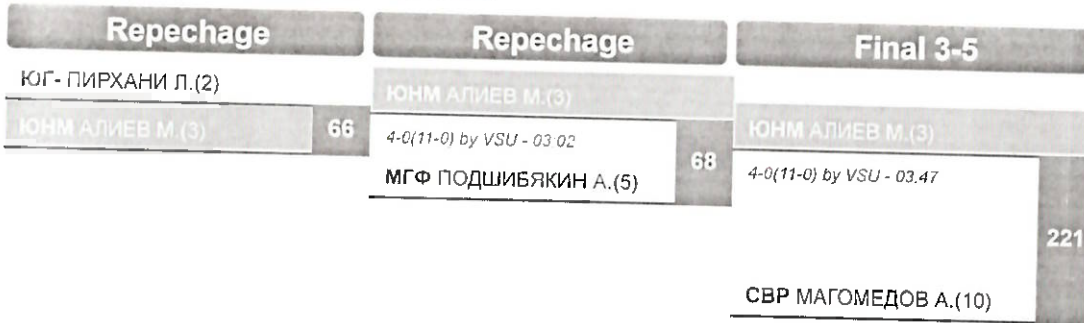 Repechage
ЮГ- ПИРХАНИ Л.(2)
ЮНМ АЛИЕВ М.(3)
66
Repechage
ЮНМ АЛИЕВ М.(3)
4-0(11-0) by VSU - 03:02
МГФ ПОДШИБЯКИН А.(5)
68
Final 3-5
ЮНМ АЛИЕВ М.(3)
4-0(11-0) by VSU - 03.47
СВР МАГОМЕДОВ А.(10)
221